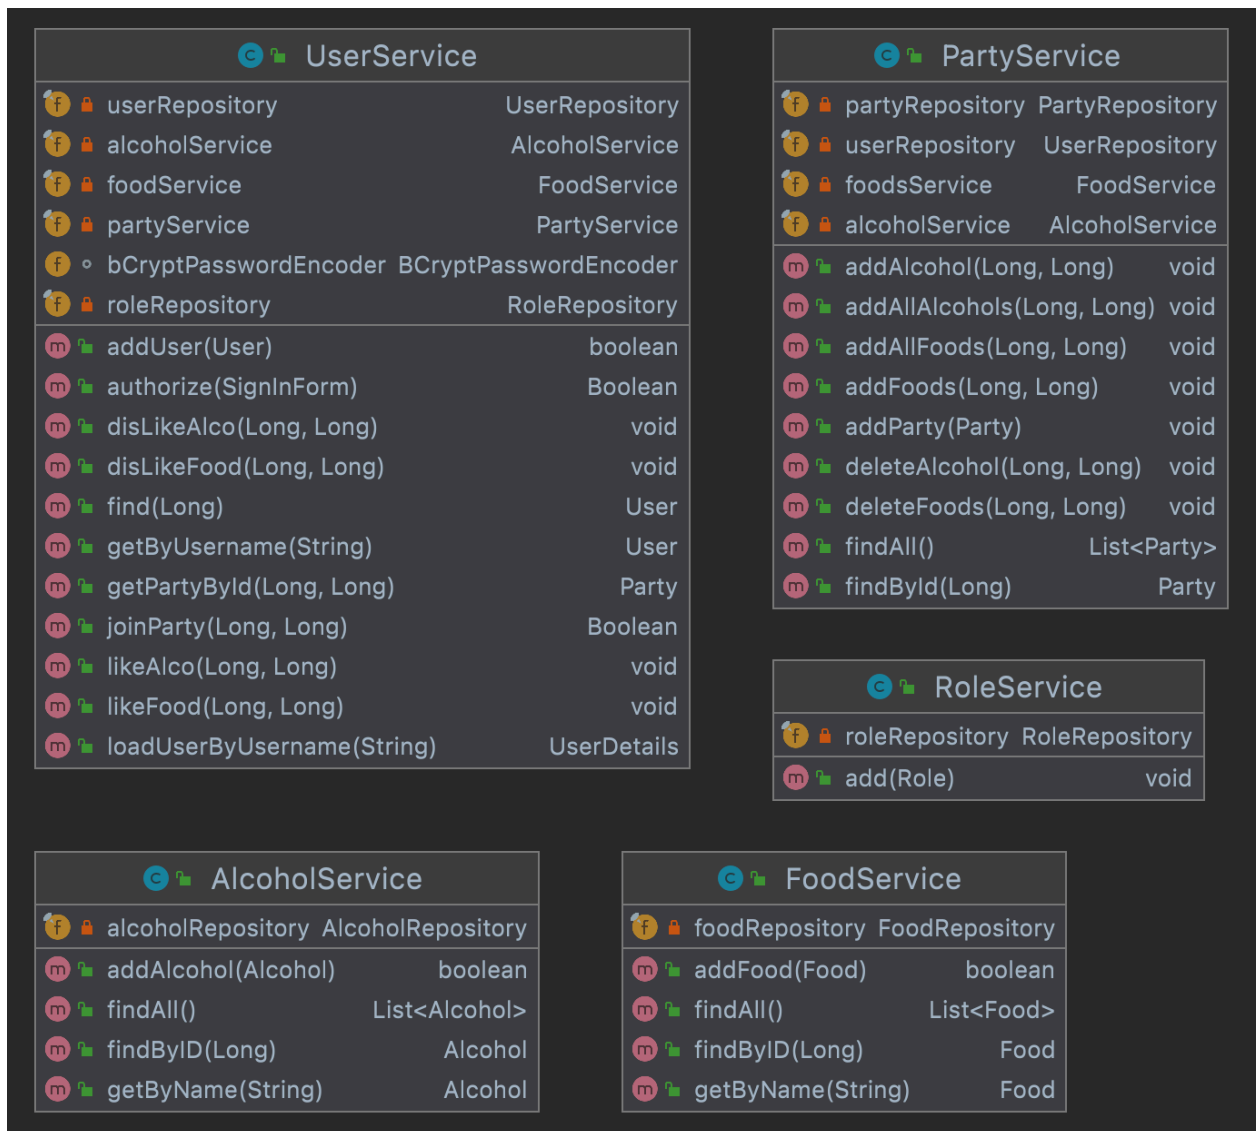 UserService
userRepository UserRepository
alcoholService AlcoholService
foodService FoodService
partyService PartyService
bCryptPasswordEncoder BCryptPasswordEncoder
roleRepository RoleRepository
addUser(User) boolean
authorize(SignInForm) Boolean
disLikeAlco(Long, Long) void
disLikeFood(Long, Long) void
find(Long) User
getByUsername(String) User
getPartyById(Long, Long) Party
joinParty(Long, Long) Boolean
likeAlco(Long, Long) void
likeFood(Long, Long) void
loadUserByUsername(String) UserDetails
PartyService
partyRepository PartyRepository
userRepository UserRepository
foodsService FoodService
alcoholService AlcoholService
addAlcohol(Long, Long) void
addAllAlcohols(Long, Long) void
addAllFoods(Long, Long) void
addFoods(Long, Long) void
addParty(Party) void
deleteAlcohol(Long, Long) void
deleteFoods(Long, Long) void
findAll() List<Party>
findById(Long) Party
RoleService
roleRepository RoleRepository
add(Role) void
AlcoholService
alcoholRepository AlcoholRepository
addAlcohol(Alcohol) boolean
findAll() List<Alcohol>
findByID(Long) Alcohol
getByName(String) Alcohol
FoodService
foodRepository FoodRepository
addFood(Food) boolean
findAll() List<Food>
findByID(Long) Food
getByName(String) Food